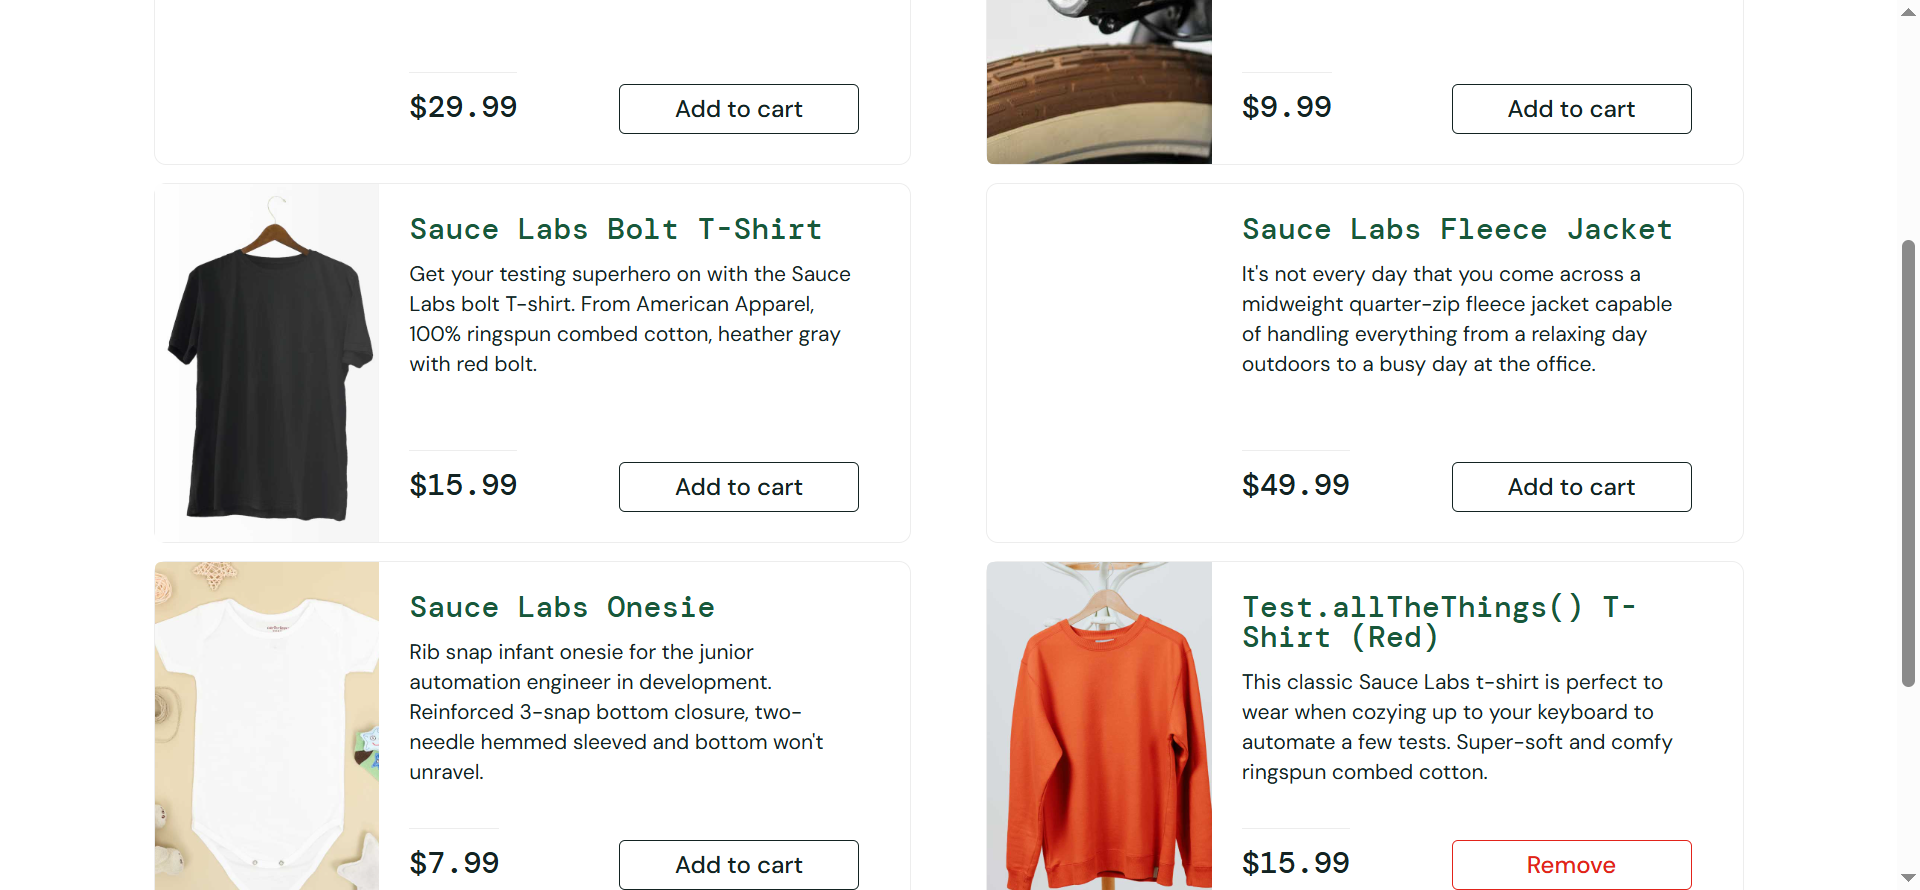 $29.99
Add to cart
$9.99
Add to cart
Sauce Labs Bolt T-Shirt
Get your testing superhero on with the Sauce
Labs bolt T-shirt. From American Apparel,
100% ringspun combed cotton, heather gray
with red bolt.
$15.99
Add to cart
Sauce Labs Fleece Jacket
It's not every day that you come across a
midweight quarter-zip fleece jacket capable
of handling everything from a relaxing day
outdoors to a busy day at the office.
$49.99
Add to cart
Sauce Labs Onesie
Rib snap infant onesie for the junior
automation engineer in development.
Reinforced 3-snap bottom closure, two-
needle hemmed sleeved and bottom won't
unravel.
$7.99
Add to cart
Test.allTheThings() T-
Shirt (Red)
This classic Sauce Labs t-shirt is perfect to
wear when cozying up to your keyboard to
automate a few tests. Super-soft and comfy
ringspun combed cotton.
$15.99
Remove